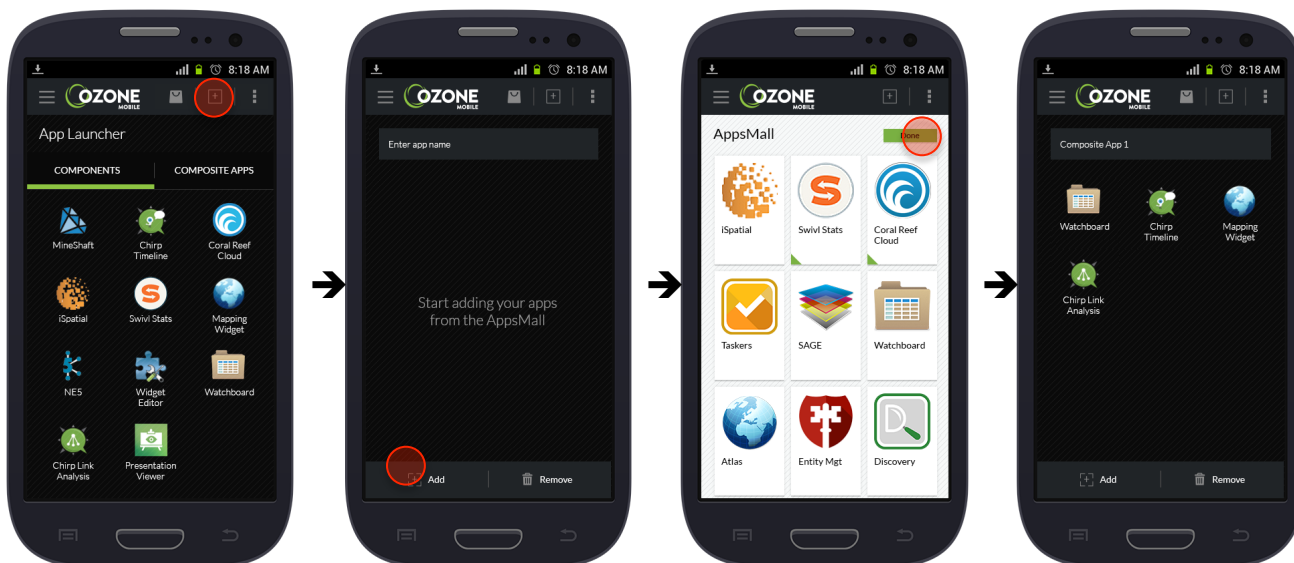 8:18 AM
OZONE
MOBILE
App Launcher
COMPONENTS
COMPOSITE APPS
MineShaft
Chirp
Timeline
Coral Reef
Cloud
iSpatial
Swivl Stats
Mapping
Widget
NE5
Widget
Editor
Watchboard
Chirp Link
Analysis
Presentation
Viewer
8:18 AM
OZONE
MOBILE
Enter app name
Start adding your apps
from the AppsMall
Add
Remove
8:18 AM
OZONE
MOBILE
AppsMall
Done
iSpatial
Swivl Stats
Coral Reef
Cloud
Taskers
SAGE
Watchboard
Atlas
Entity Mgt
Discovery
8:18 AM
OZONE
MOBILE
Composite App 1
Watchboard
Chirp
Timeline
Mapping
Widget
Chirp Link
Analysis
Add
Remove